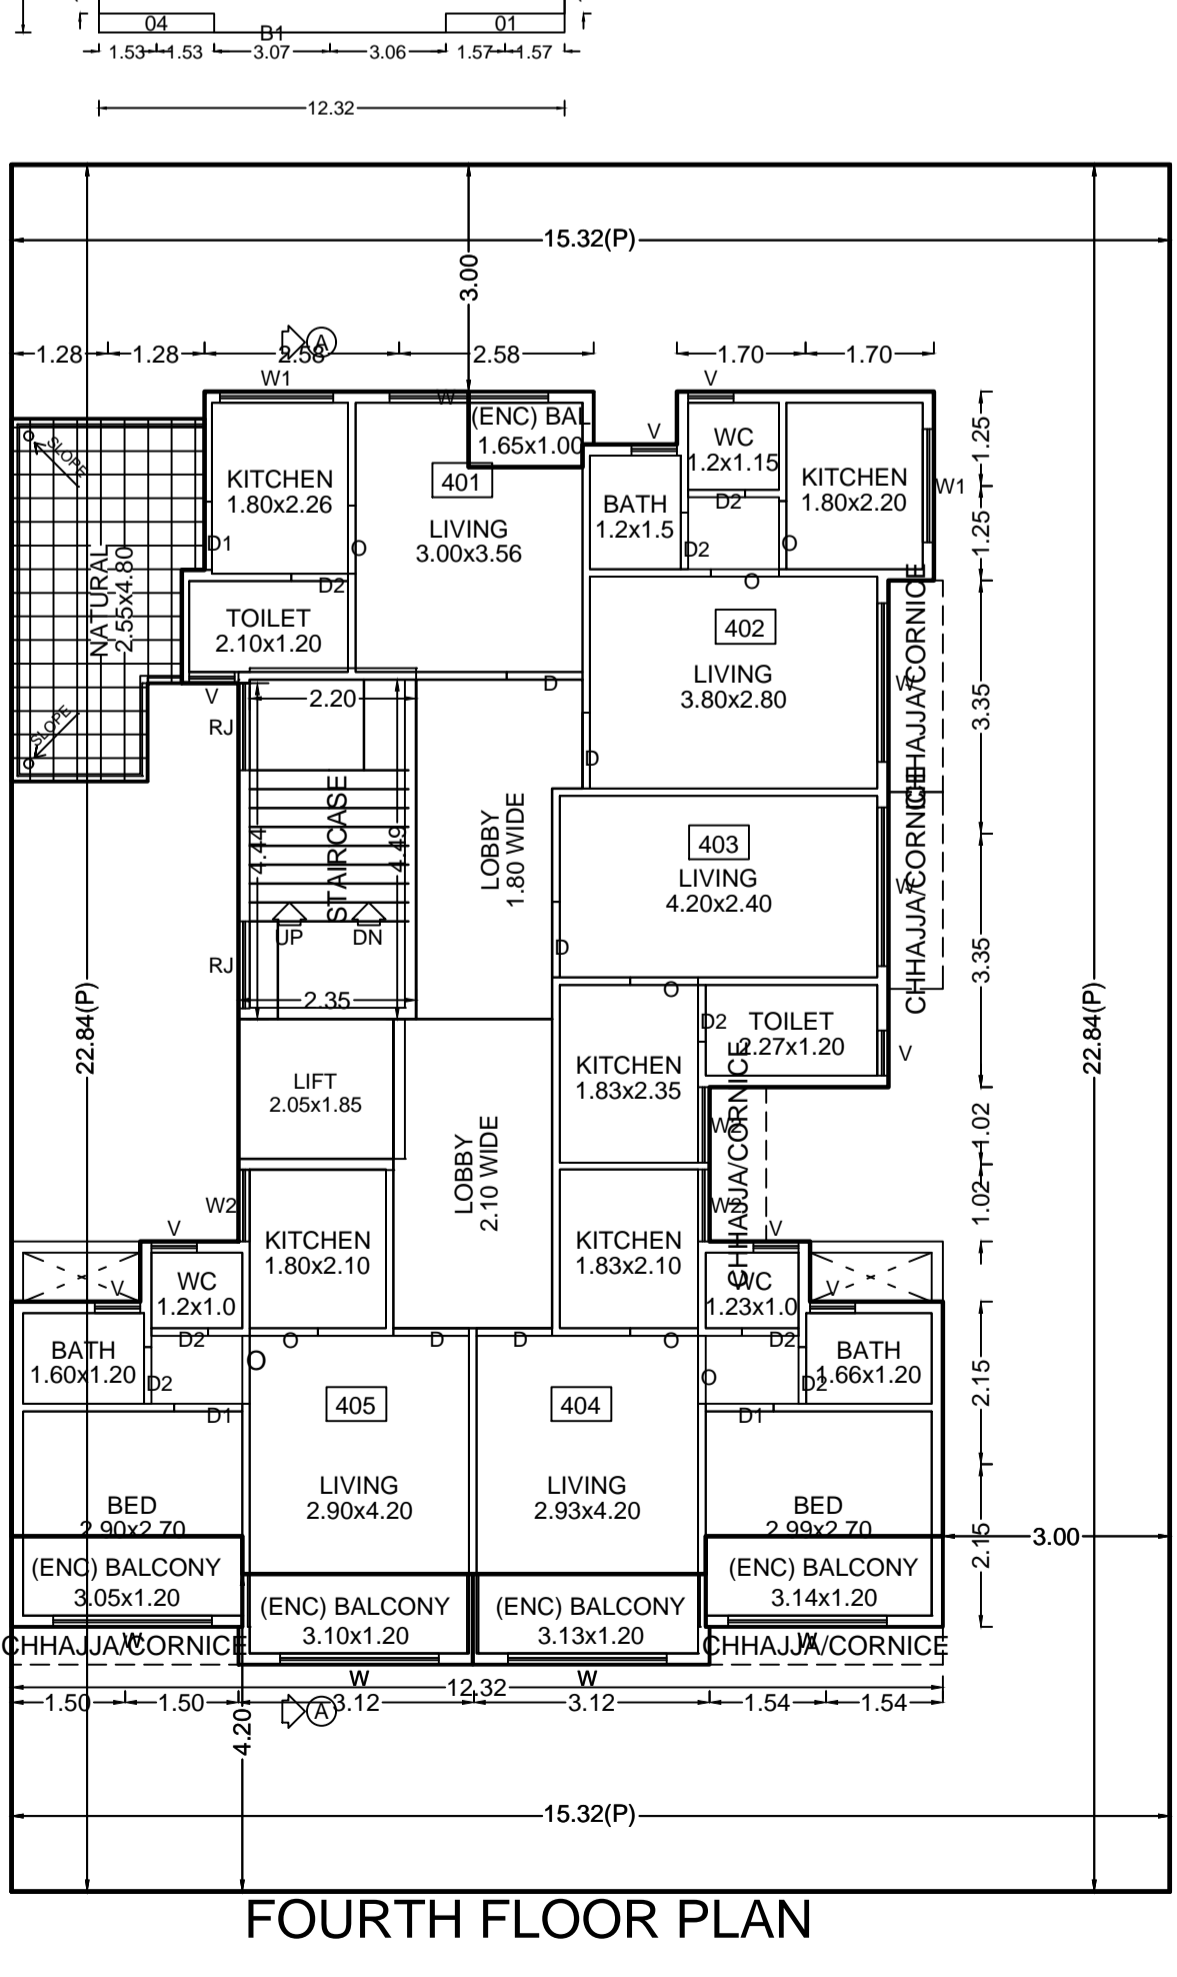 04
01
B1
1.53
1.53
3.07
3.06
1.57
1.57
12.32
15.32(P)
3.00
A
1.28
1.28
2.58
2.58
1.70
1.70
W1
W
V
(ENC) BAL
1.65x1.00
V
WC
1.2x1.15
1.25
SLOPE
KITCHEN
1.80x2.26
401
KITCHEN
1.80x2.20
W1
BATH
1.2x1.5
D2
LIVING
3.00x3.56
D1
O
D2
O
1.25
NATURAL
2.55x4.80
D2
O
TOILET
2.10x1.20
402
CHHAJJA/CORNICE
LIVING
3.80x2.80
W
3.35
V
D
2.20
RJ
SLOPE
D
STAIRCASE
4.44
4.49
LOBBY
1.80 WIDE
403
LIVING
4.20x2.40
W
CHHAJJA/CORNICE
UP
DN
D
RJ
3.35
2.35
O
22.84(P)
22.84(P)
D2
TOILET
2.27x1.20
V
LIFT
2.05x1.85
KITCHEN
1.83x2.35
CHHAJJA/CORNICE
W2
1.02
LOBBY
2.10 WIDE
W2
W2
1.02
V
V
KITCHEN
1.80x2.10
KITCHEN
1.83x2.10
V
WC
1.2x1.0
WC
1.23x1.0
V
D2
O
D
D
O
D2
BATH
1.60x1.20
O
BATH
1.66x1.20
D2
O
D2
2.15
D1
405
404
D1
LIVING
2.90x4.20
LIVING
2.93x4.20
BED
2.90x2.70
BED
2.99x2.70
2.15
3.00
(ENC) BALCONY
3.05x1.20
(ENC) BALCONY
3.14x1.20
(ENC) BALCONY
3.10x1.20
(ENC) BALCONY
3.13x1.20
W
W
CHHAJJA/CORNICE
CHHAJJA/CORNICE
W
W
12.32
1.50
1.50
A
3.12
3.12
1.54
1.54
4.20
15.32(P)
FOURTH FLOOR PLAN